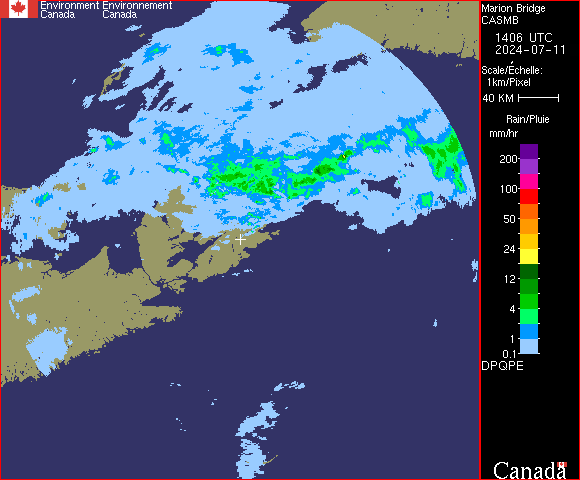 Environment Environnement
Canada Canada
Marion Bridge
CASMB
1406 UTC
2024-07-11
Scale/Echelle:
1km/Pixel
40 KM
Rain/Pluie
mm/hr
200
100
50
24
12
4
1
0.1
DPQPE
Canada